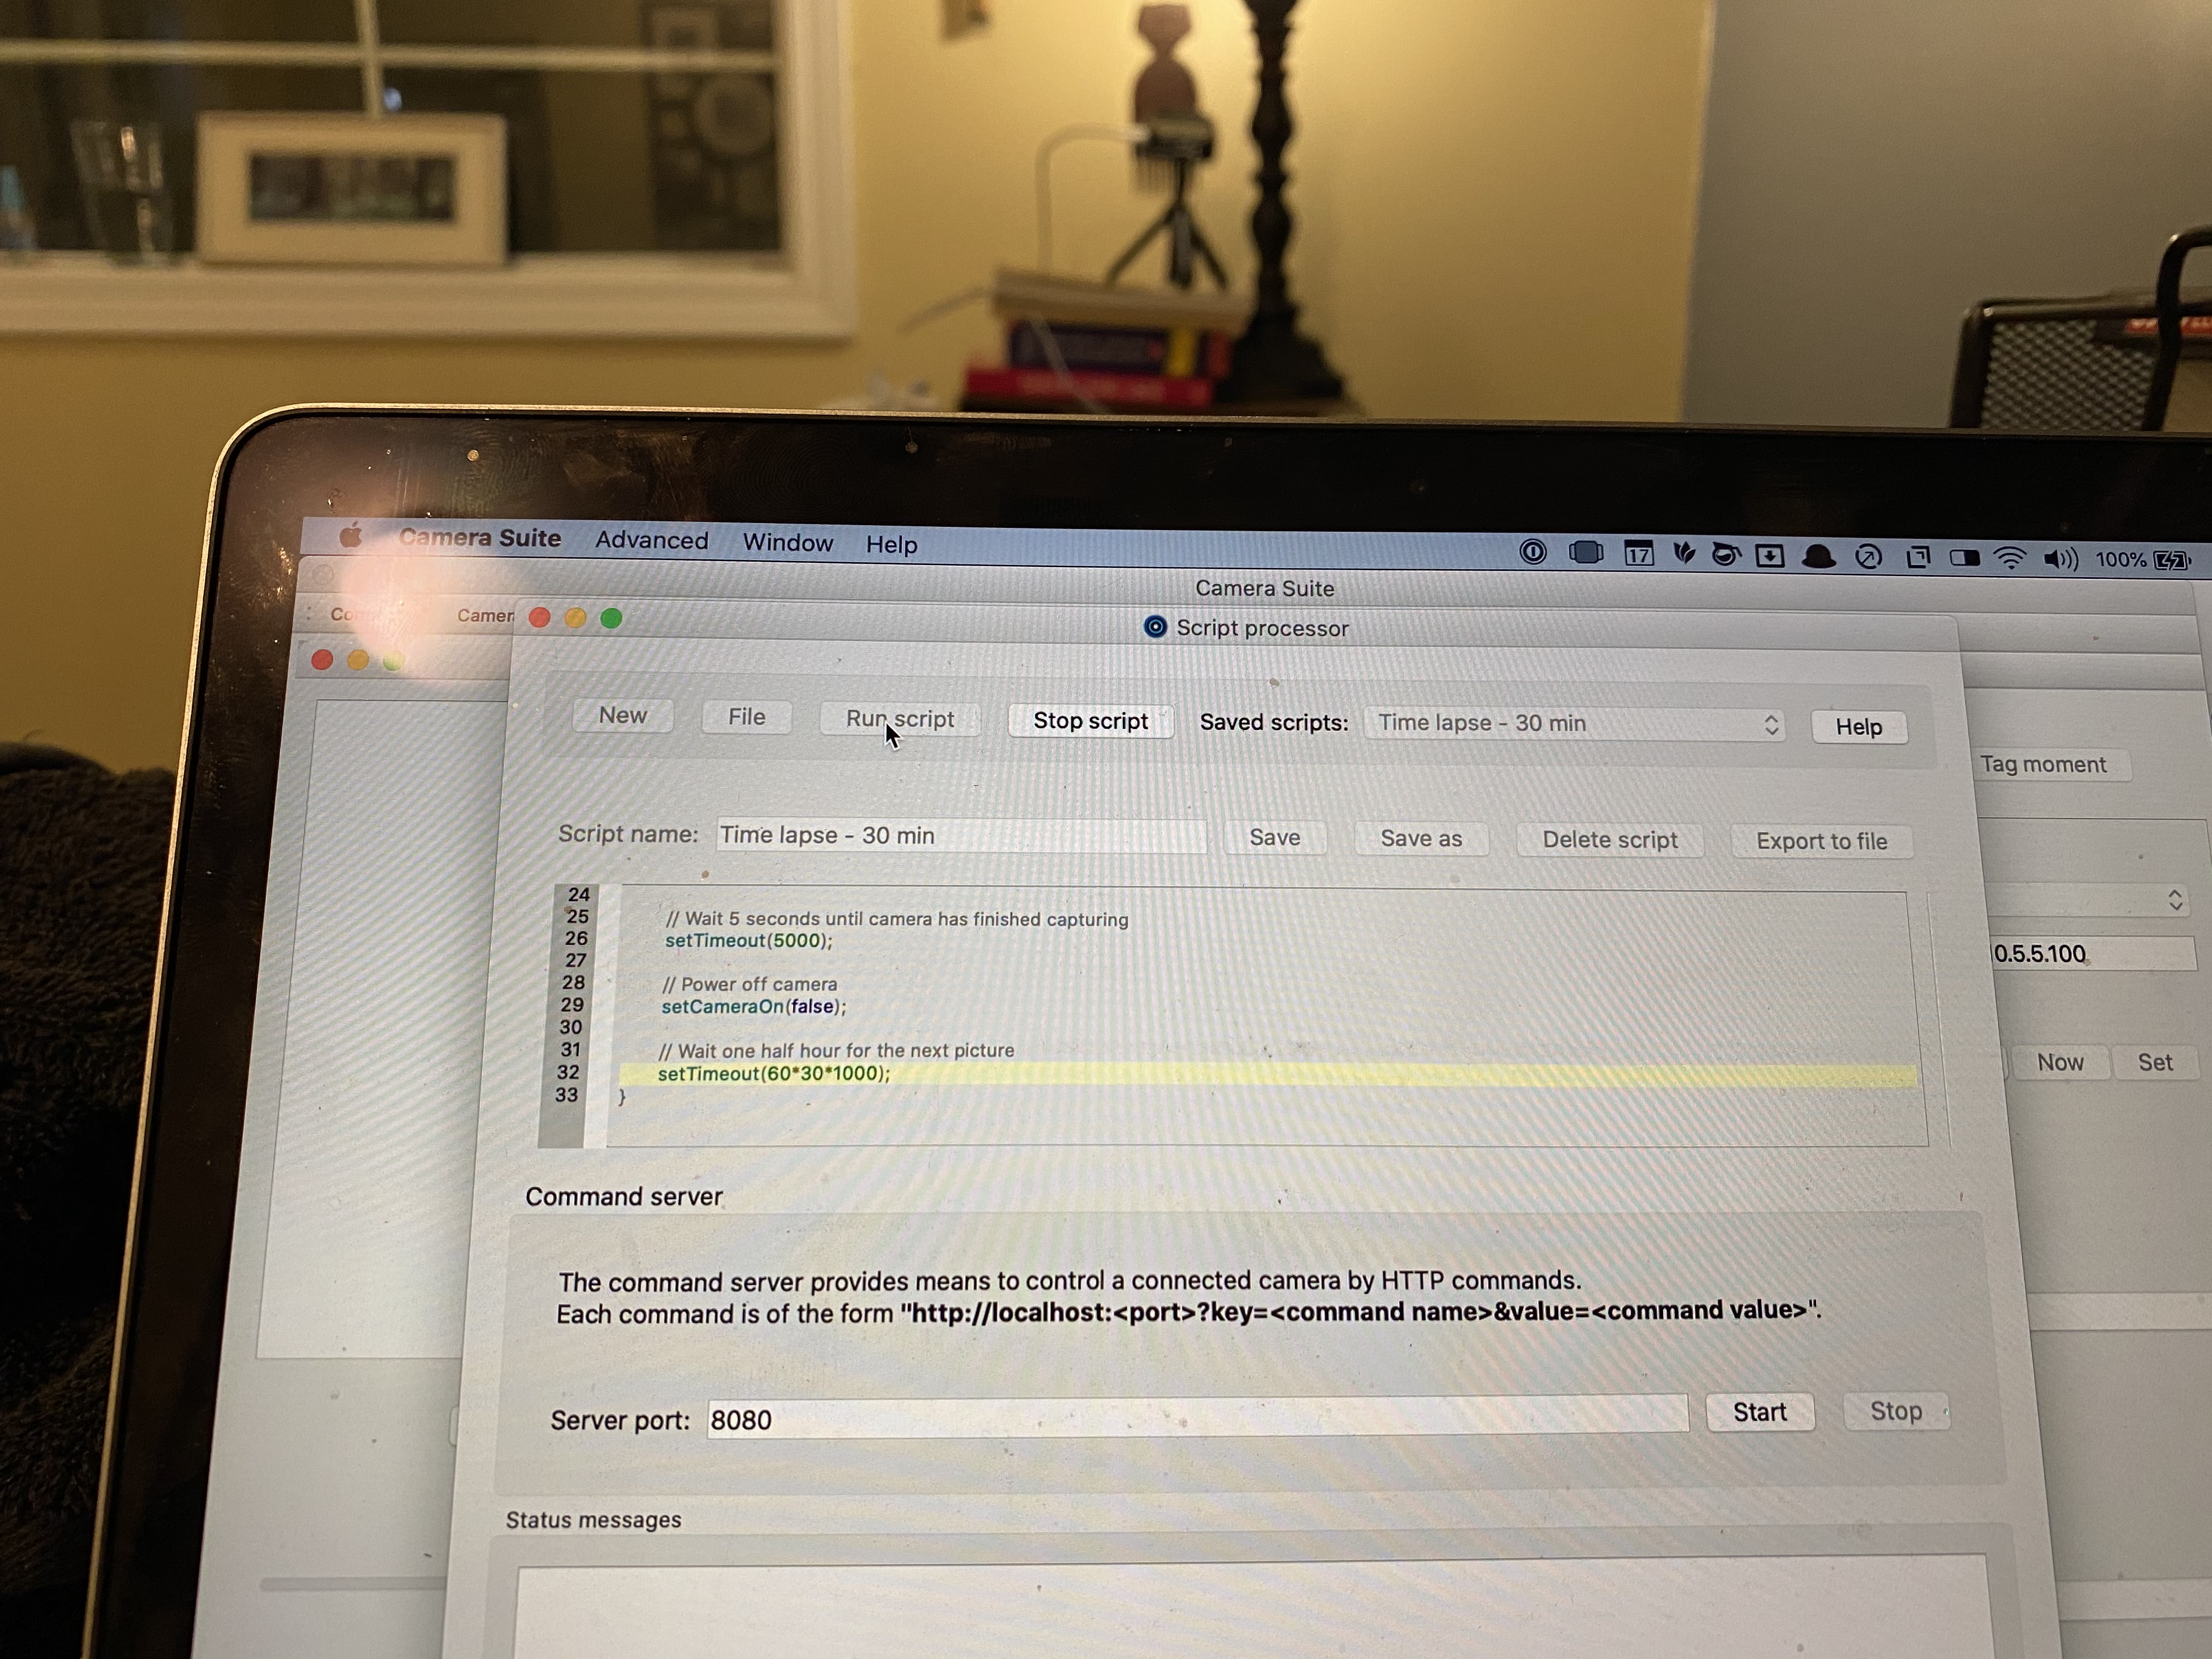 Camera Suite Advanced Window Help 17 100%
Camera Suite
Camer
Script processor
New File Run script Stop script Saved scripts: Time lapse - 30 min Help
Tag moment
Script name: Time lapse - 30 min Save Save as Delete script Export to file
24
25 // Wait 5 seconds until camera has finished capturing
26 setTimeout(5000);
27
28 // Power off camera
29 setCameraOn(false);
30
31 // Wait one half hour for the next picture
32 setTimeout(60*30*1000);
33 }
0.5.5.100
Now Set
Command server
The command server provides means to control a connected camera by HTTP commands.
Each command is of the form "http://localhost:<port>?key=<command name>&value=<command value>".
Server port: 8080 Start Stop
Status messages